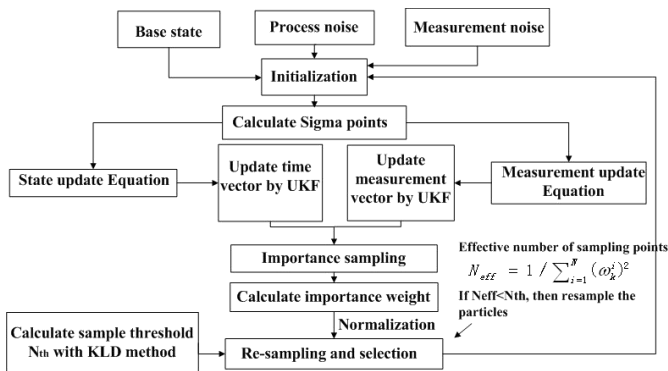 Base state
Process noise
Measurement noise
Initialization
Calculate Sigma points
State update Equation
Update time
vector by UKF
Update
measurement
vector by UKF
Measurement update
Equation
Importance sampling
Calculate importance weight
Normalization
Effective number of sampling points
N_eff = 1 / ∑_{i=1}^{N} (ω_k^i)^2
If Neff<Nth, then resample the
particles
Calculate sample threshold
Nth with KLD method
Re-sampling and selection